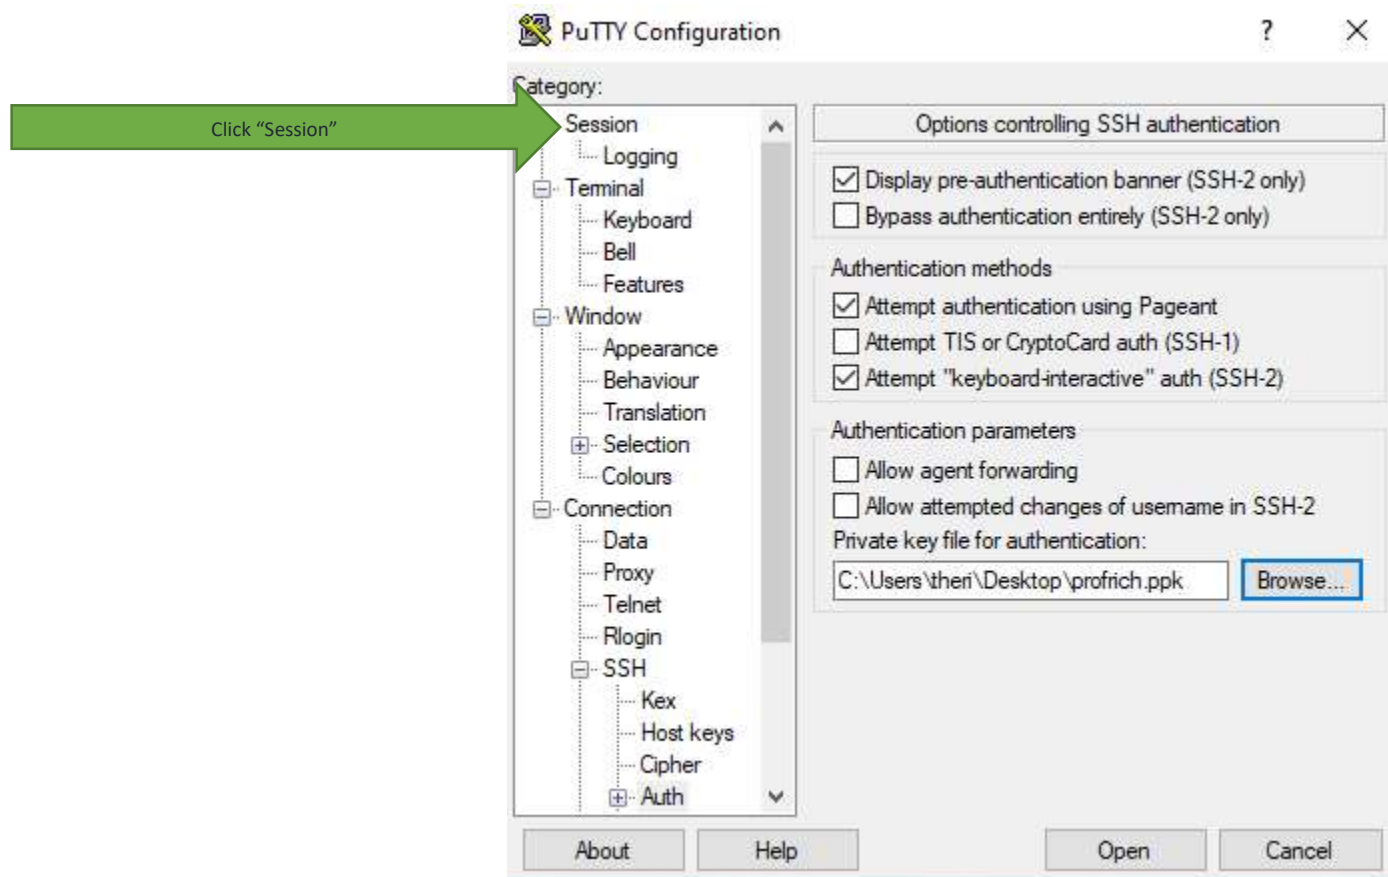 PuTTY Configuration
?
Category:
Click “Session”
Session
Logging
Terminal
Keyboard
Bell
Features
Window
Appearance
Behaviour
Translation
Selection
Colours
Connection
Data
Proxy
Telnet
Rlogin
SSH
Kex
Host keys
Cipher
Auth
Options controlling SSH authentication
Display pre-authentication banner (SSH-2 only)
Bypass authentication entirely (SSH-2 only)
Authentication methods
Attempt authentication using Pageant
Attempt TIS or CryptoCard auth (SSH-1)
Attempt "keyboard-interactive" auth (SSH-2)
Authentication parameters
Allow agent forwarding
Allow attempted changes of username in SSH-2
Private key file for authentication:
C:\Users\theri\Desktop\profrich.ppk
Browse...
About
Help
Open
Cancel